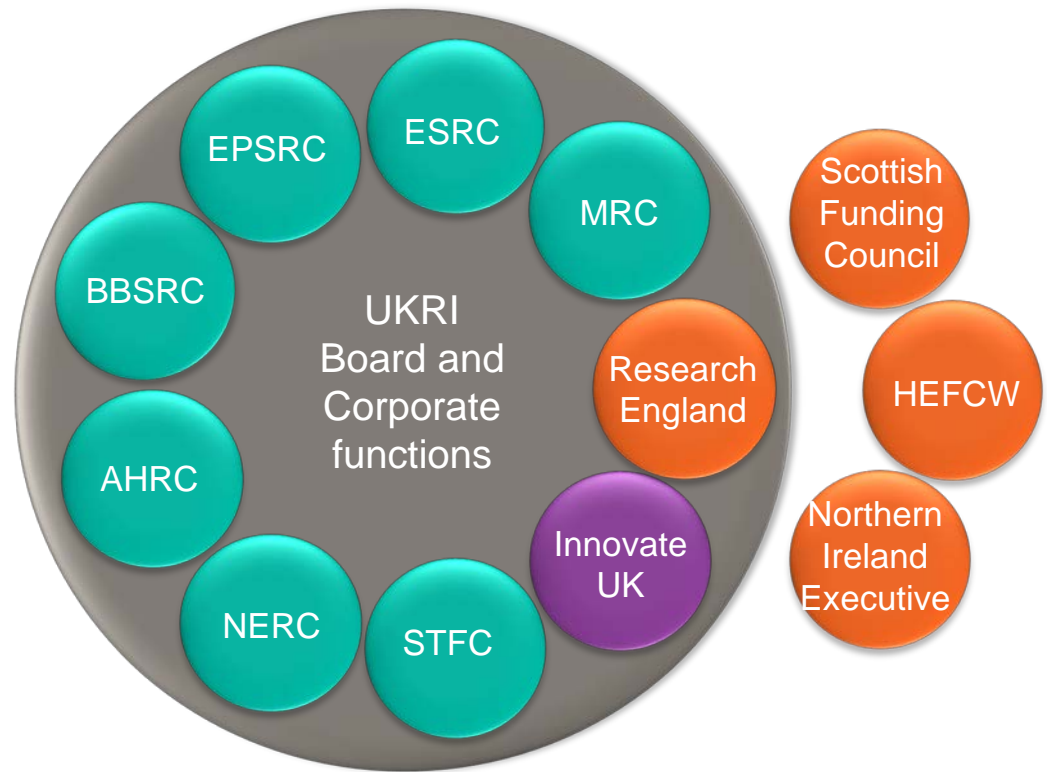 ESRC
EPSRC
MRC
Scottish
Funding
Council
BBSRC
UKRI
Board and
Corporate
functions
Research
England
HEFCW
AHRC
Innovate
UK
Northern
Ireland
Executive
NERC
STFC